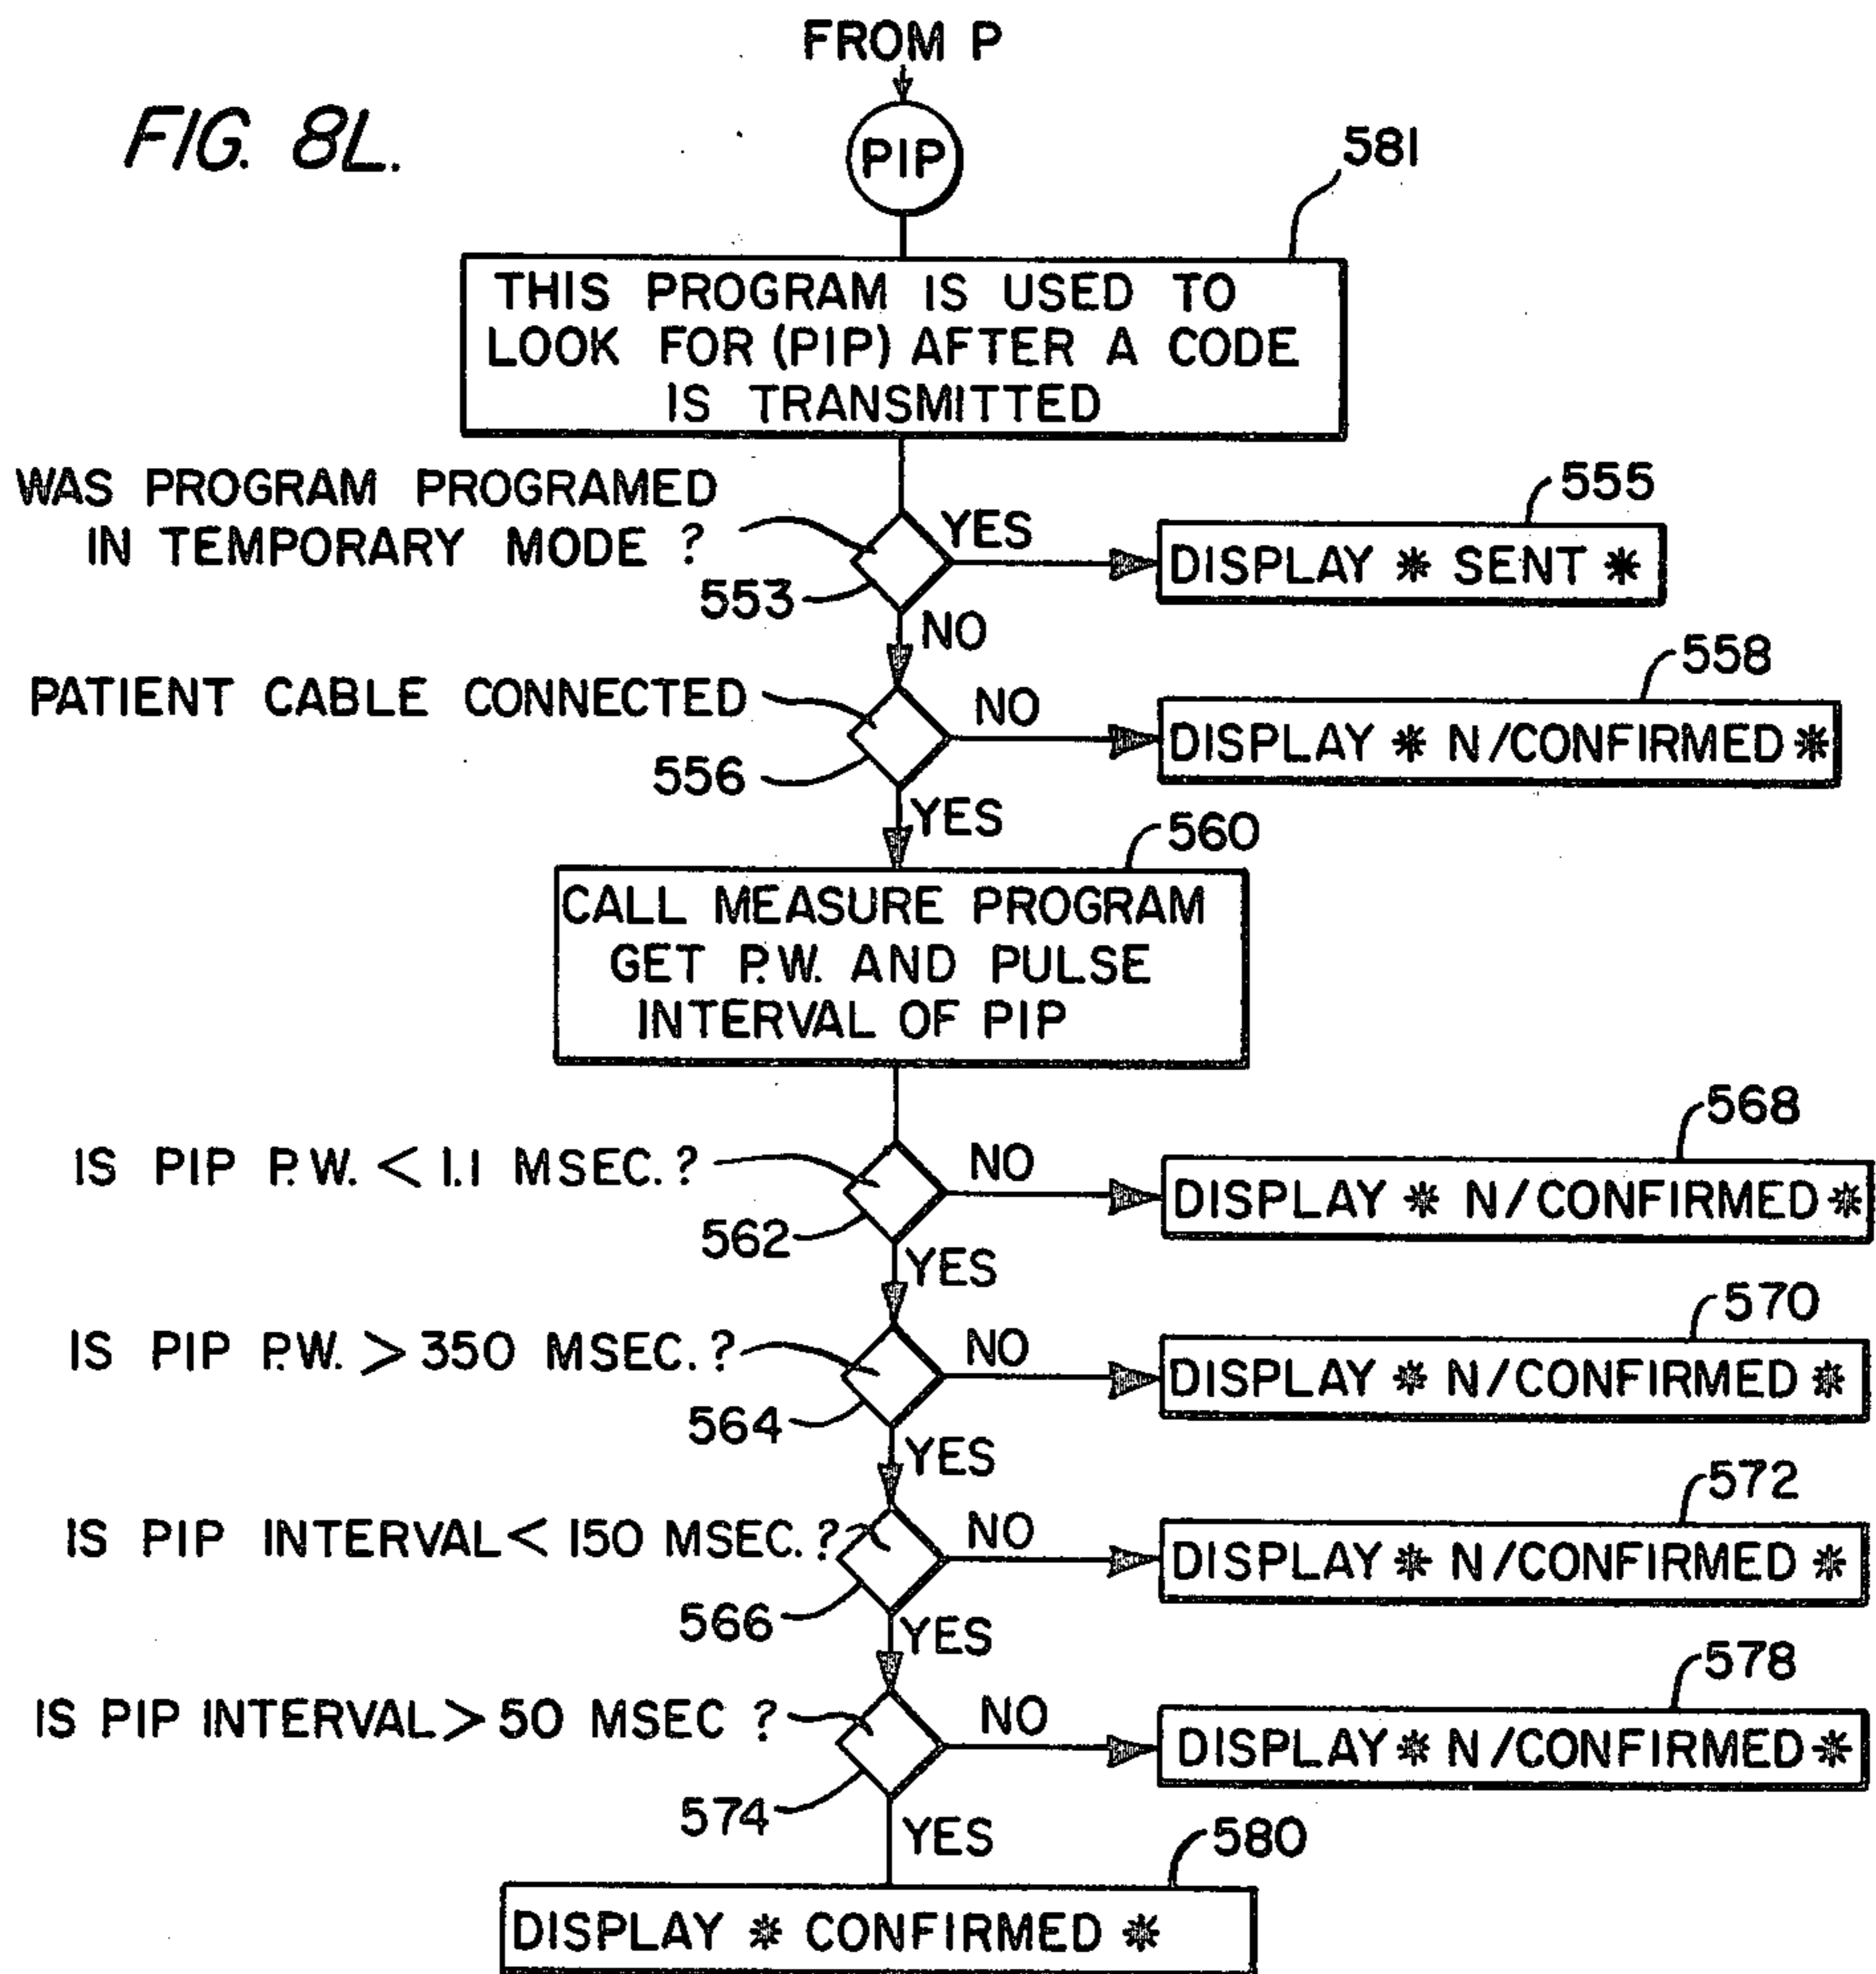 FROM P
FIG. 8L.
PIP
581
THIS PROGRAM IS USED TO
LOOK FOR (PIP) AFTER A CODE
IS TRANSMITTED
WAS PROGRAM PROGRAMED
IN TEMPORARY MODE ?
553
YES
555
DISPLAY * SENT *
NO
PATIENT CABLE CONNECTED
556
NO
558
DISPLAY * N/CONFIRMED *
YES
560
CALL MEASURE PROGRAM
GET P.W. AND PULSE
INTERVAL OF PIP
IS PIP P.W. < 1.1 MSEC. ?
562
NO
568
DISPLAY * N/CONFIRMED *
YES
IS PIP P.W. > 350 MSEC. ?
564
NO
570
DISPLAY * N/CONFIRMED *
YES
IS PIP INTERVAL < 150 MSEC. ?
566
NO
572
DISPLAY * N/CONFIRMED *
YES
IS PIP INTERVAL > 50 MSEC ?
574
NO
578
DISPLAY * N/CONFIRMED *
YES
580
DISPLAY * CONFIRMED *